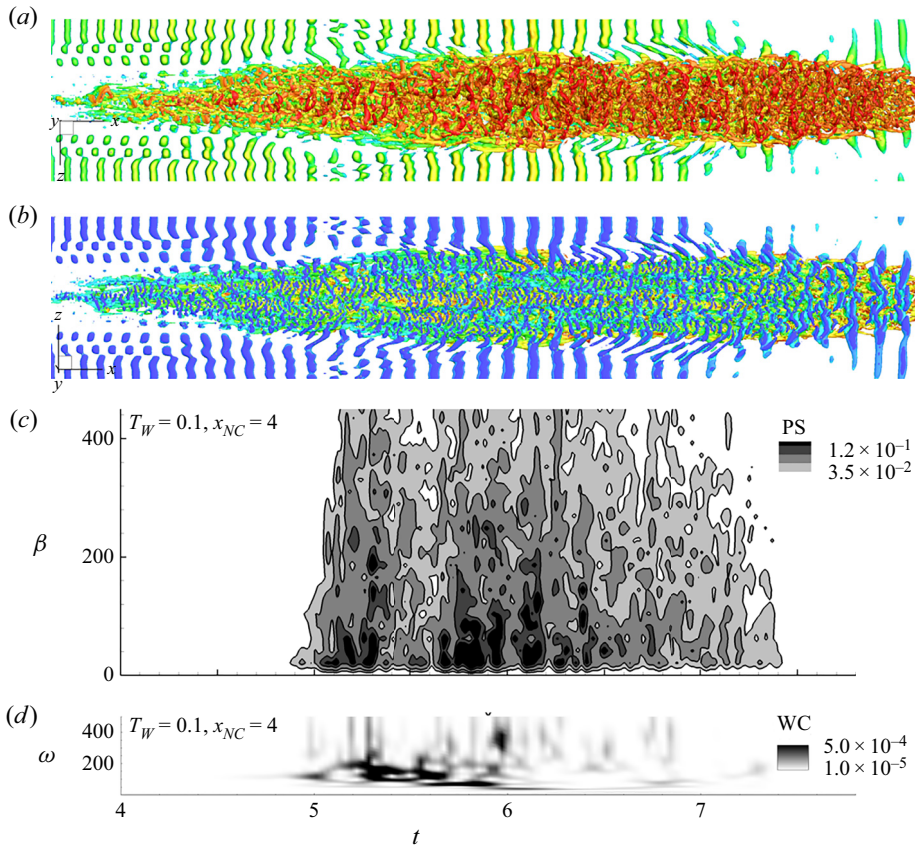 (a)
y
x
z
(b)
z
x
y
(c)
T_W = 0.1, x_NC = 4
PS
1.2 × 10⁻¹
3.5 × 10⁻²
400
200
0
β
(d)
T_W = 0.1, x_NC = 4
WC
5.0 × 10⁻⁴
1.0 × 10⁻⁵
400
200
ω
4 5 6 7
t